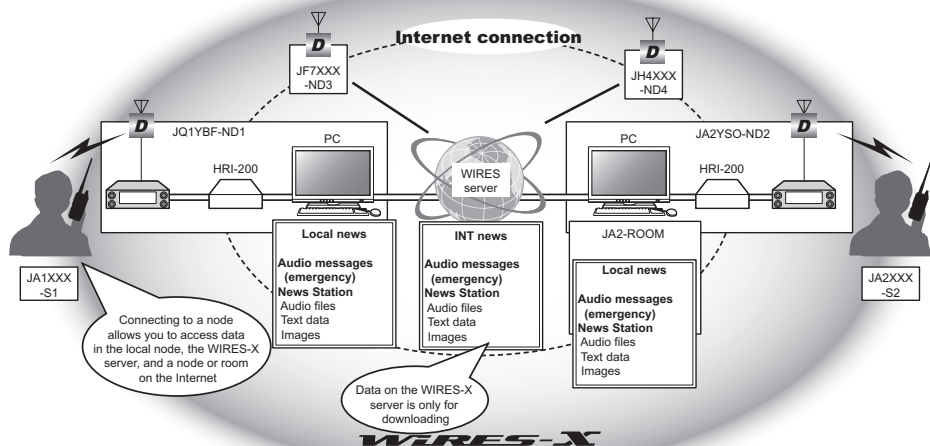 Internet connection
D
D
JF7XXX
-ND3
JH4XXX
-ND4
D
JQ1YBF-ND1
PC
HRI-200
WIRES
server
PC
JA2YSO-ND2
D
HRI-200
JA1XXX
-S1
JA2XXX
-S2
Local news
Audio messages
(emergency)
News Station
Audio files
Text data
Images
INT news
Audio messages
(emergency)
News Station
Audio files
Text data
Images
JA2-ROOM
Local news
Audio messages
(emergency)
News Station
Audio files
Text data
Images
Connecting to a node
allows you to access data
in the local node, the WIRES-X
server, and a node or room
on the Internet
Data on the WIRES-X
server is only for
downloading
WIRES-X